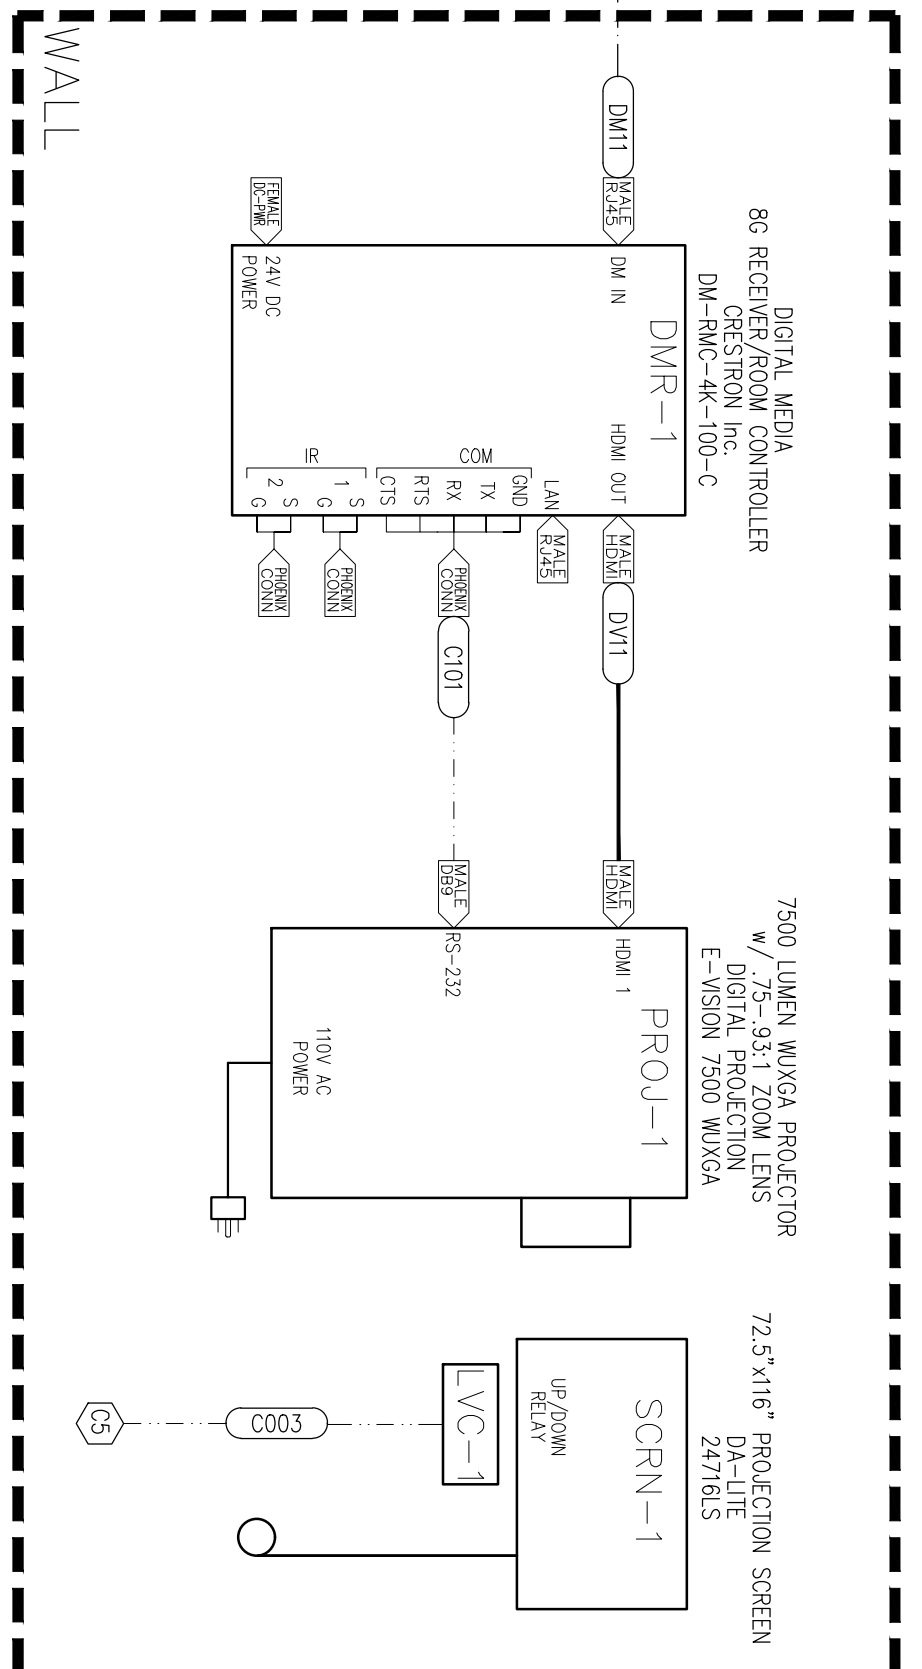 WALL
DIGITAL MEDIA
8G RECEIVER/ROOM CONTROLLER
CRESTRON Inc.
DM-RMC-4K-100-C
DM11
MALE
RJ45
DM IN
DMR-1
HDMI OUT
MALE
HDMI
DV11
MALE
HDMI
LAN
MALE
RJ45
COM
GND
TX
RX
RTS
CTS
PHOENIX
CONN
C101
MALE
DB9
IR
1
S
G
PHOENIX
CONN
2
S
G
PHOENIX
CONN
FEMALE
DC-PWR
24V DC
POWER
7500 LUMEN WUXGA PROJECTOR
w/ .75-.93:1 ZOOM LENS
DIGITAL PROJECTION
E-VISION 7500 WUXGA
HDMI 1
PROJ-1
RS-232
110V AC
POWER
72.5"x116" PROJECTION SCREEN
DA-LITE
24716LS
SCRN-1
UP/DOWN
RELAY
LVC-1
C003
C5